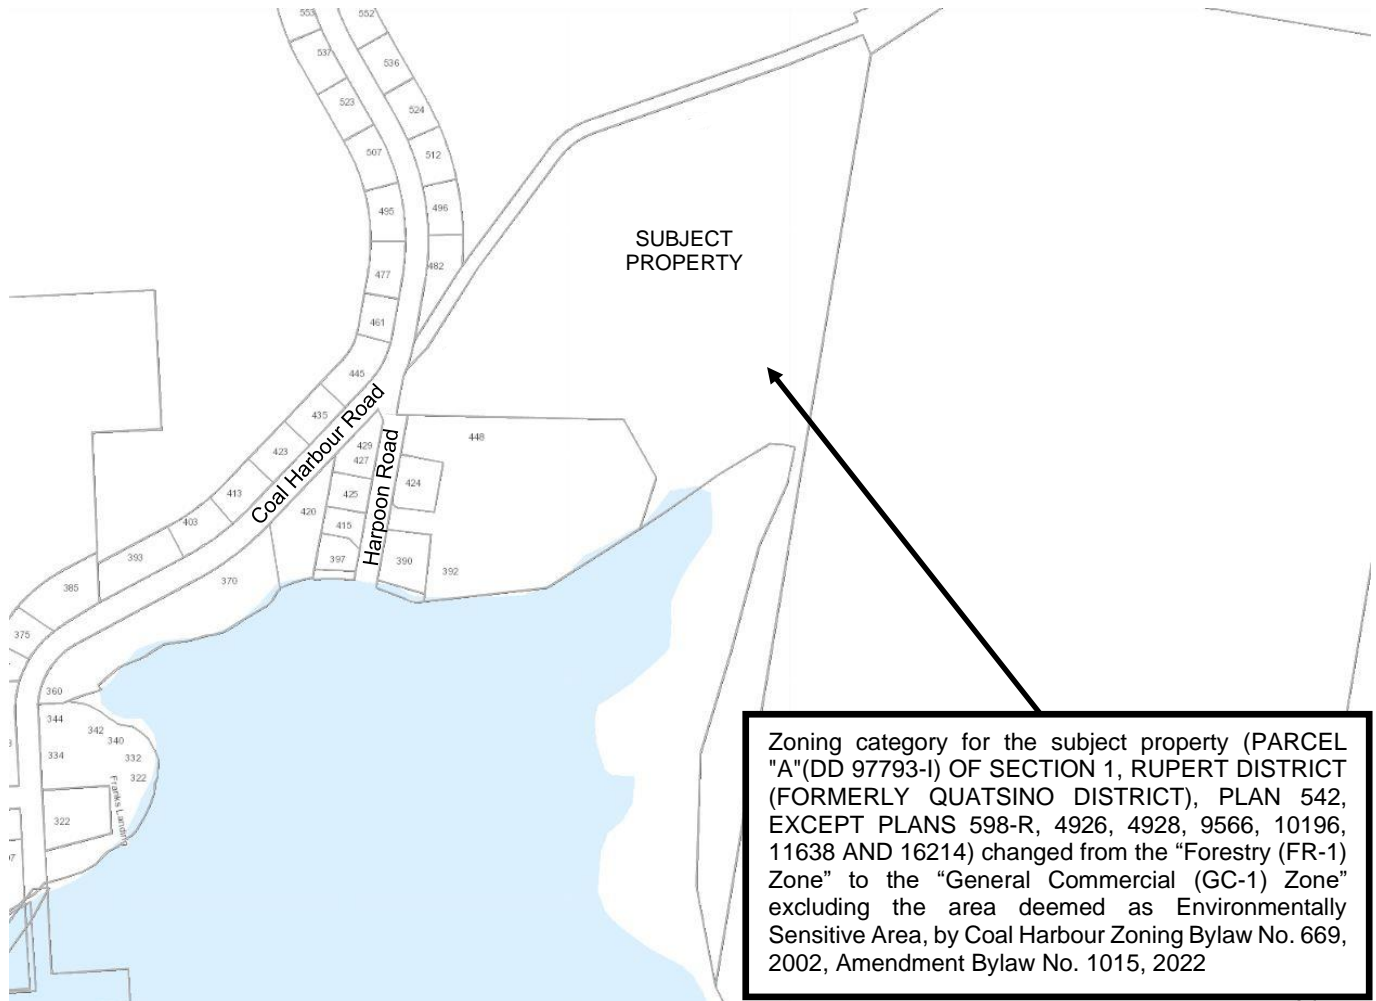 553
552
537
536
523
524
507
512
495
496
477
482
461
445
435
423
413
403
393
385
375
370
360
420
429
427
425
415
397
424
448
390
392
SUBJECT
PROPERTY
Coal Harbour Road
Harpoon Road
344
342
340
334
332
322
Franks Landing
322
Zoning category for the subject property (PARCEL
"A"(DD 97793-I) OF SECTION 1, RUPERT DISTRICT
(FORMERLY QUATSINO DISTRICT), PLAN 542,
EXCEPT PLANS 598-R, 4926, 4928, 9566, 10196,
11638 AND 16214) changed from the “Forestry (FR-1)
Zone” to the “General Commercial (GC-1) Zone”
excluding the area deemed as Environmentally
Sensitive Area, by Coal Harbour Zoning Bylaw No. 669,
2002, Amendment Bylaw No. 1015, 2022